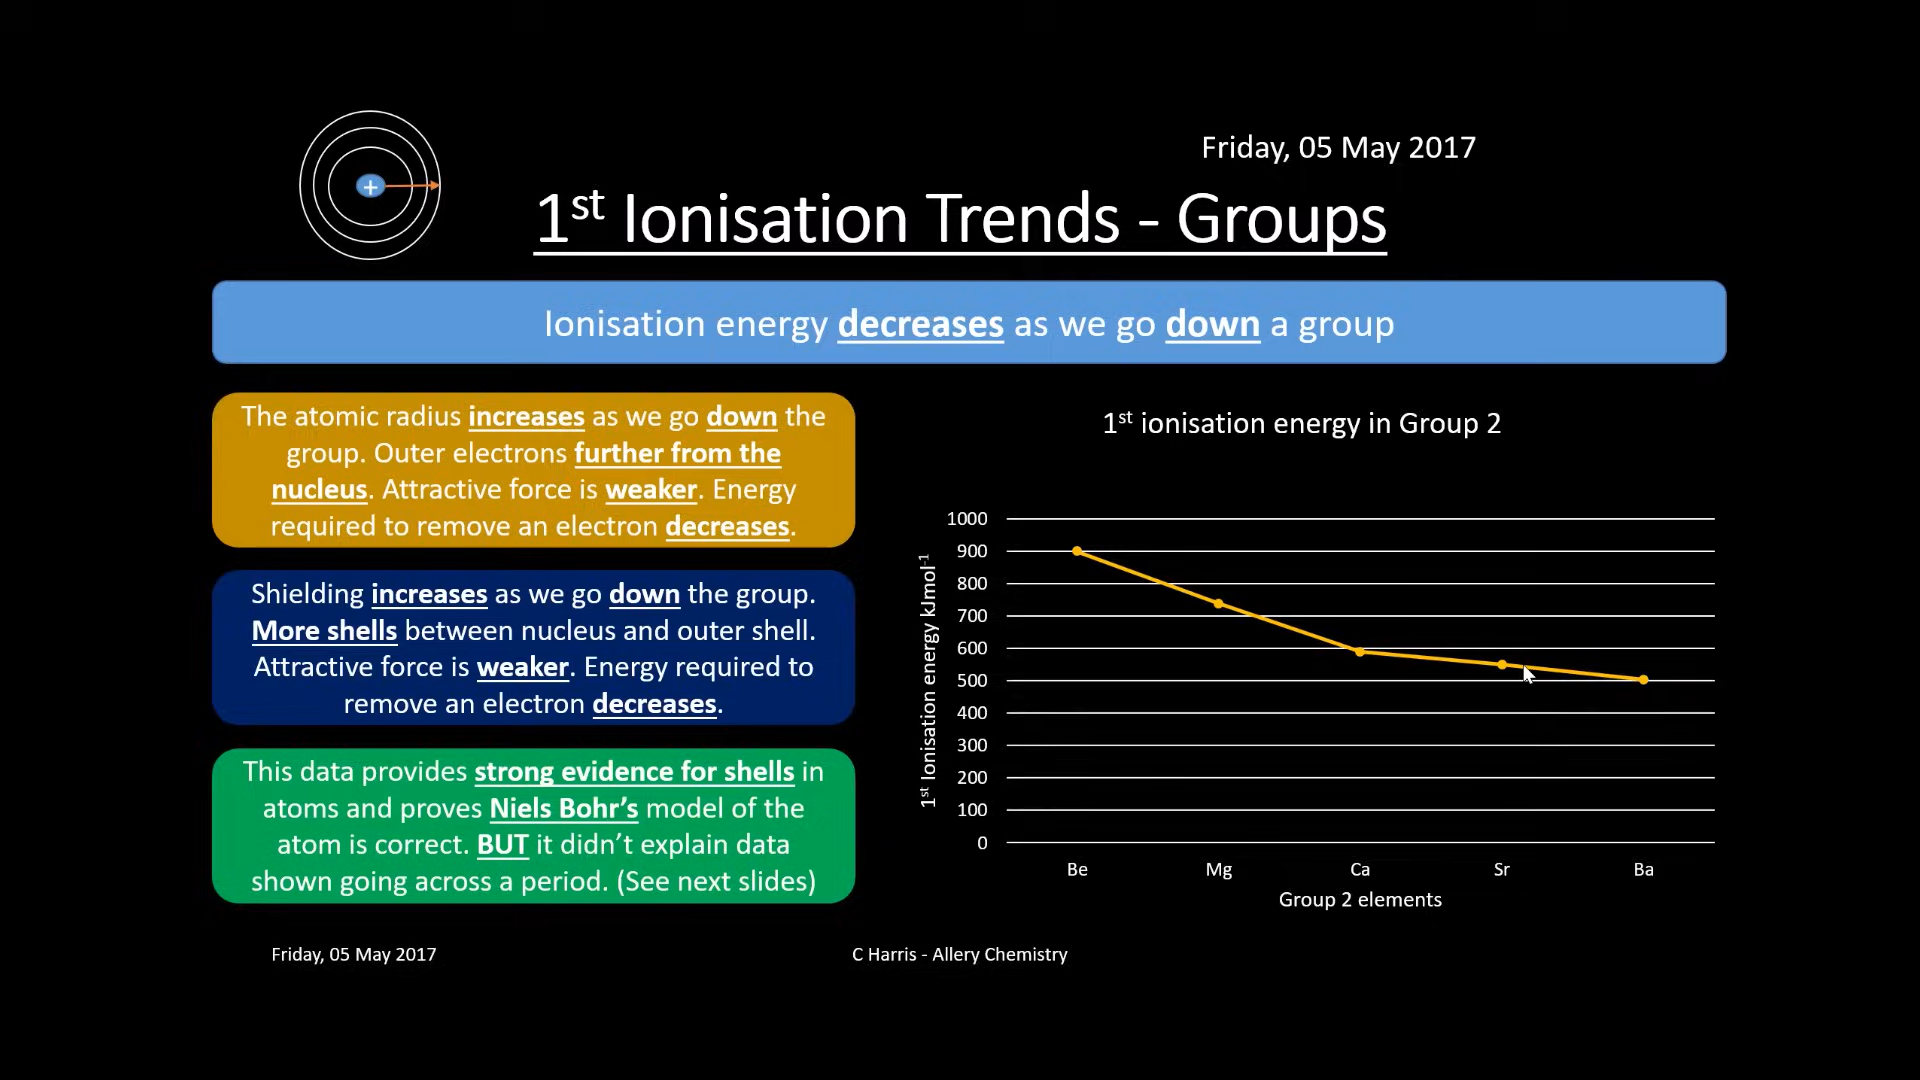 Friday, 05 May 2017
+
1st Ionisation Trends - Groups
Ionisation energy decreases as we go down a group
The atomic radius increases as we go down the
group. Outer electrons further from the
nucleus. Attractive force is weaker. Energy
required to remove an electron decreases.
Shielding increases as we go down the group.
More shells between nucleus and outer shell.
Attractive force is weaker. Energy required to
remove an electron decreases.
This data provides strong evidence for shells in
atoms and proves Niels Bohr’s model of the
atom is correct. BUT it didn’t explain data
shown going across a period. (See next slides)
1st ionisation energy in Group 2
1st Ionisation energy kJmol-1
1000
900
800
700
600
500
400
300
200
100
0
Be Mg Ca Sr Ba
Group 2 elements
Friday, 05 May 2017
C Harris - Allery Chemistry